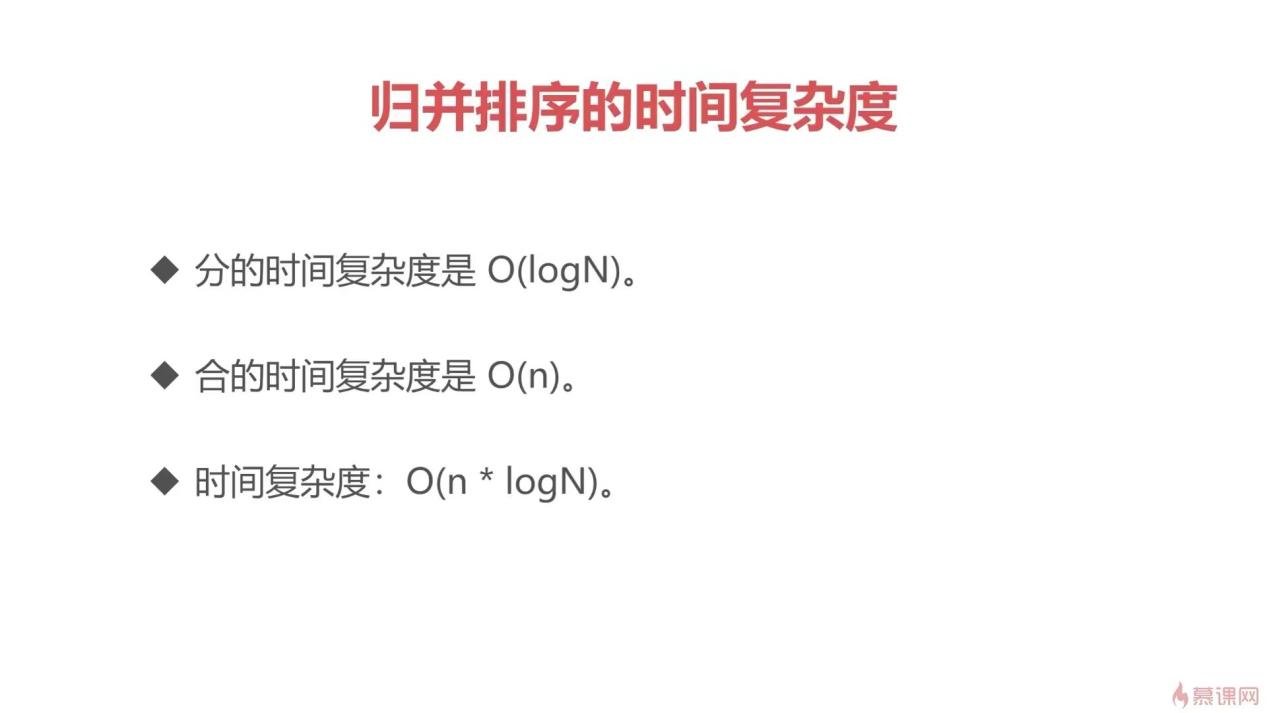 归并排序的时间复杂度
◆ 分的时间复杂度是 O(logN)。
◆ 合的时间复杂度是 O(n)。
◆ 时间复杂度：O(n * logN)。
慕课网